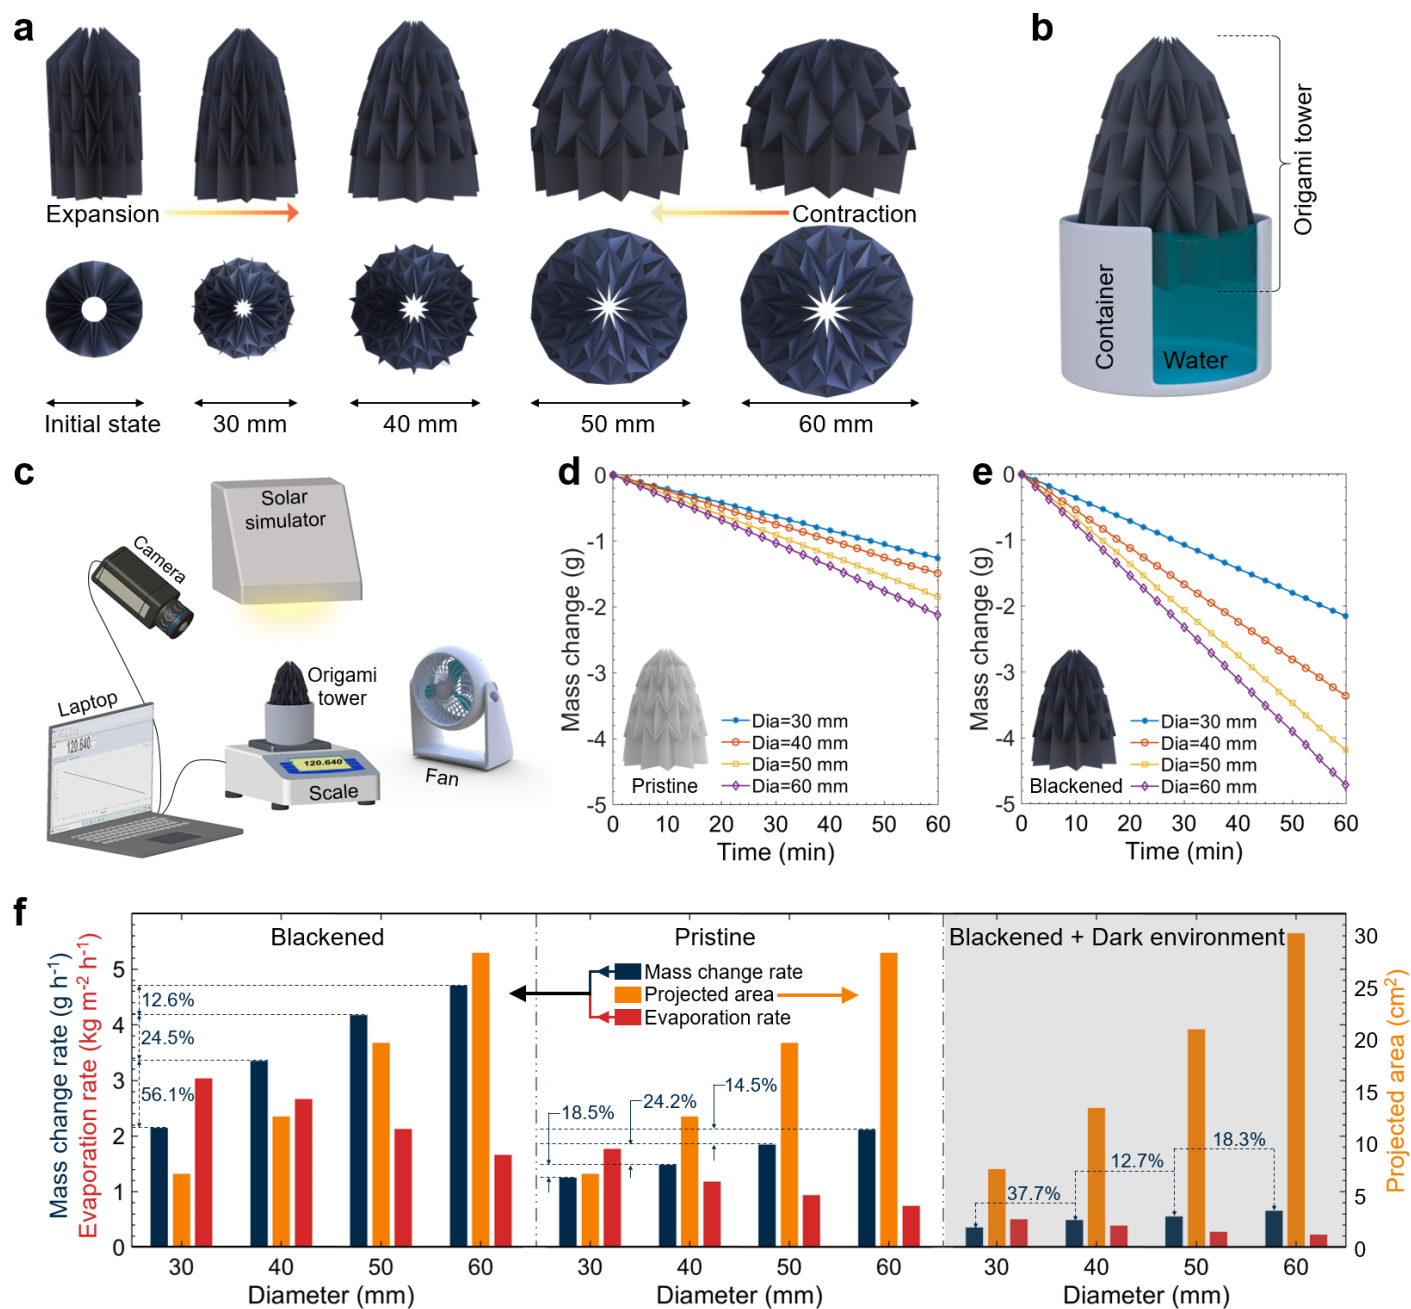 a
Expansion
Contraction
Initial state
30 mm
40 mm
50 mm
60 mm
b
Origami tower
Container
Water
c
Solar
simulator
Camera
Origami
tower
Laptop
120.640
120.640
Scale
Fan
d
0
-1
-2
-3
-4
-5
Mass change (g)
Dia=30 mm
Dia=40 mm
Dia=50 mm
Dia=60 mm
Pristine
0 10 20 30 40 50 60
Time (min)
e
0
-1
-2
-3
-4
-5
Mass change (g)
Dia=30 mm
Dia=40 mm
Dia=50 mm
Dia=60 mm
Blackened
0 10 20 30 40 50 60
Time (min)
f
Mass change rate (g h⁻¹)
Evaporation rate (kg m⁻² h⁻¹)
5
4
3
2
1
0
Blackened
12.6%
24.5%
56.1%
30 40 50 60
Diameter (mm)
Pristine
Mass change rate
Projected area
Evaporation rate
18.5%
24.2%
14.5%
30 40 50 60
Diameter (mm)
Blackened + Dark environment
37.7%
12.7%
18.3%
30 40 50 60
Diameter (mm)
30
25
20
15
10
5
0
Projected area (cm²)